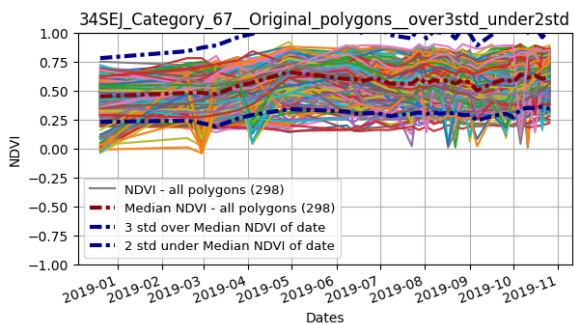 34SEJ_Category_67__Original_polygons__over3std_under2std
1.00
0.75
0.50
0.25
0.00
−0.25
−0.50
−0.75
−1.00
NDVI
NDVI - all polygons (298)
Median NDVI - all polygons (298)
3 std over Median NDVI of date
2 std under Median NDVI of date
2019-01
2019-02
2019-03
2019-04
2019-05
2019-06
2019-07
2019-08
2019-09
2019-10
2019-11
Dates